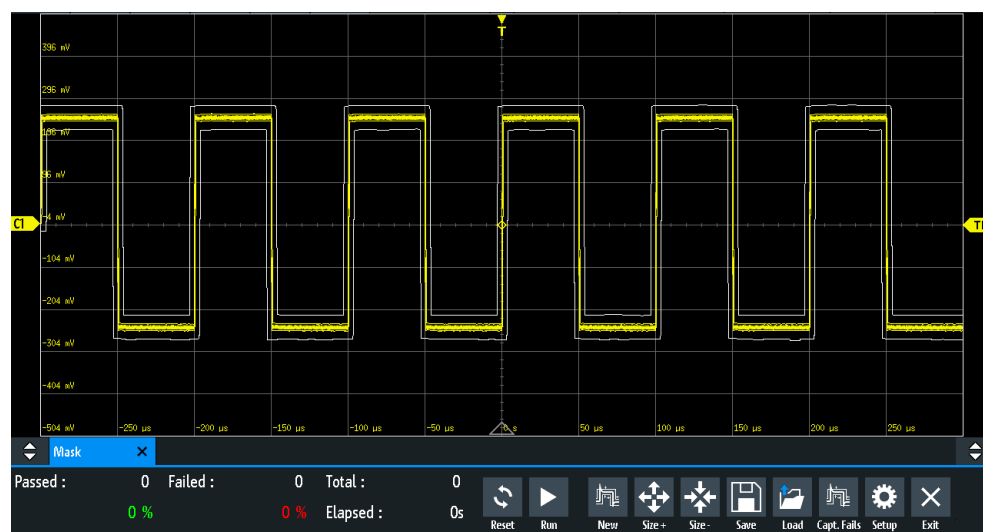 T
396 mV
296 mV
196 mV
96 mV
C1
-4 mV
TL
-104 mV
-204 mV
-304 mV
-404 mV
-504 mV -250 µs -200 µs -150 µs -100 µs -50 µs 0 s 50 µs 100 µs 150 µs 200 µs 250 µs
Mask ×
Passed : 0 Failed : 0 Total : 0
0 % 0 % Elapsed : 0s
Reset Run New Size+ Size- Save Load Capt. Fails Setup Exit